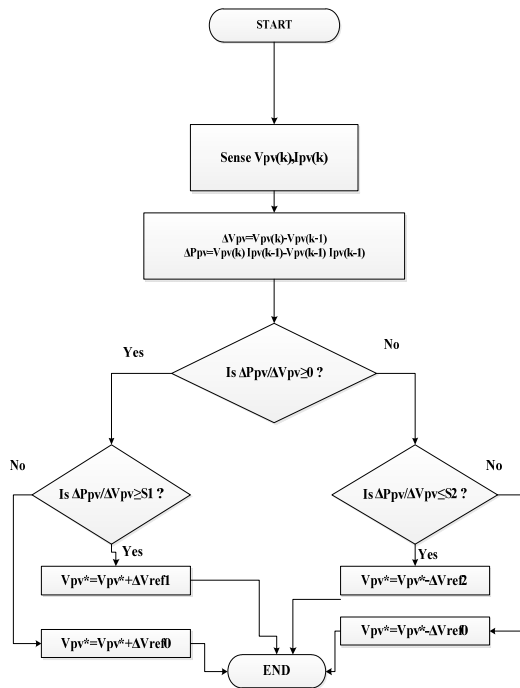 START
Sense Vpv(k),Ipv(k)
ΔVpv=Vpv(k)-Vpv(k-1)
ΔPpv=Vpv(k) Ipv(k-1)-Vpv(k-1) Ipv(k-1)
Is ΔPpv/ΔVpv≥0 ?
Yes
No
Is ΔPpv/ΔVpv≥S1 ?
No
Yes
Vpv*=Vpv*+ΔVref1
Vpv*=Vpv*+ΔVref0
Is ΔPpv/ΔVpv≤S2 ?
No
Yes
Vpv*=Vpv*-ΔVref2
Vpv*=Vpv*-ΔVref0
END